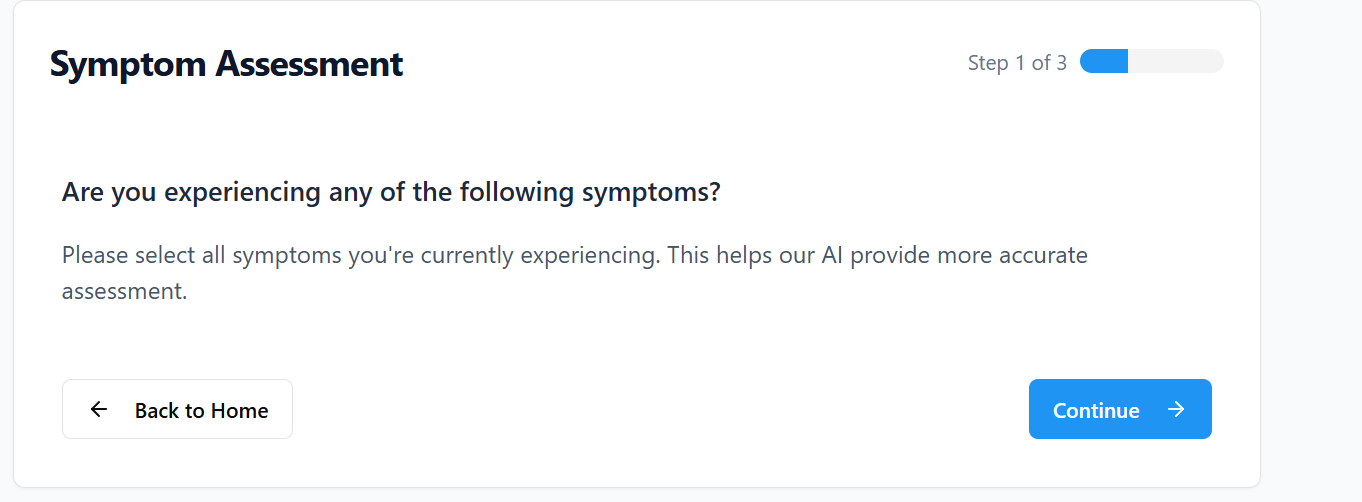 Symptom Assessment
Step 1 of 3
Are you experiencing any of the following symptoms?
Please select all symptoms you're currently experiencing. This helps our AI provide more accurate
assessment.
Back to Home
Continue